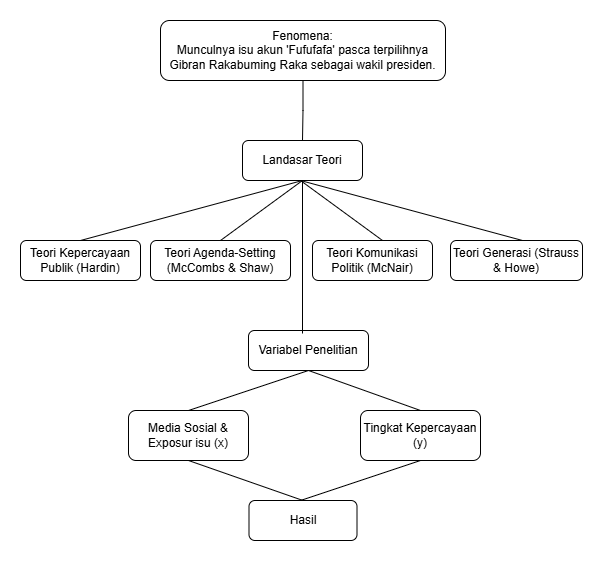 Fenomena:
Munculnya isu akun 'Fufufafa' pasca terpilihnya
Gibran Rakabuming Raka sebagai wakil presiden.
Landasar Teori
Teori Kepercayaan
Publik (Hardin)
Teori Agenda-Setting
(McCombs & Shaw)
Teori Komunikasi
Politik (McNair)
Teori Generasi (Strauss
& Howe)
Variabel Penelitian
Media Sosial &
Exposur isu (x)
Tingkat Kepercayaan
(y)
Hasil